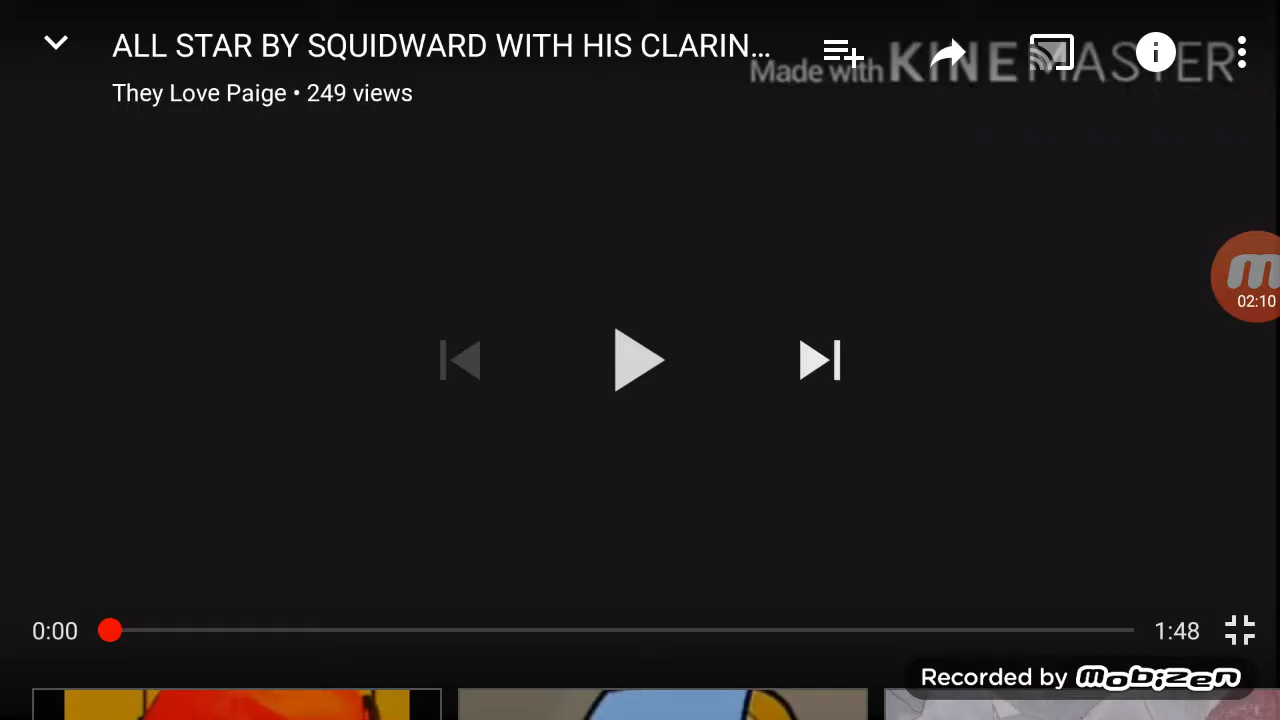 ALL STAR BY SQUIDWARD WITH HIS CLARIN...
Made with KINEMASTER
They Love Paige • 249 views
02:10
0:00
1:48
Recorded by mobizen